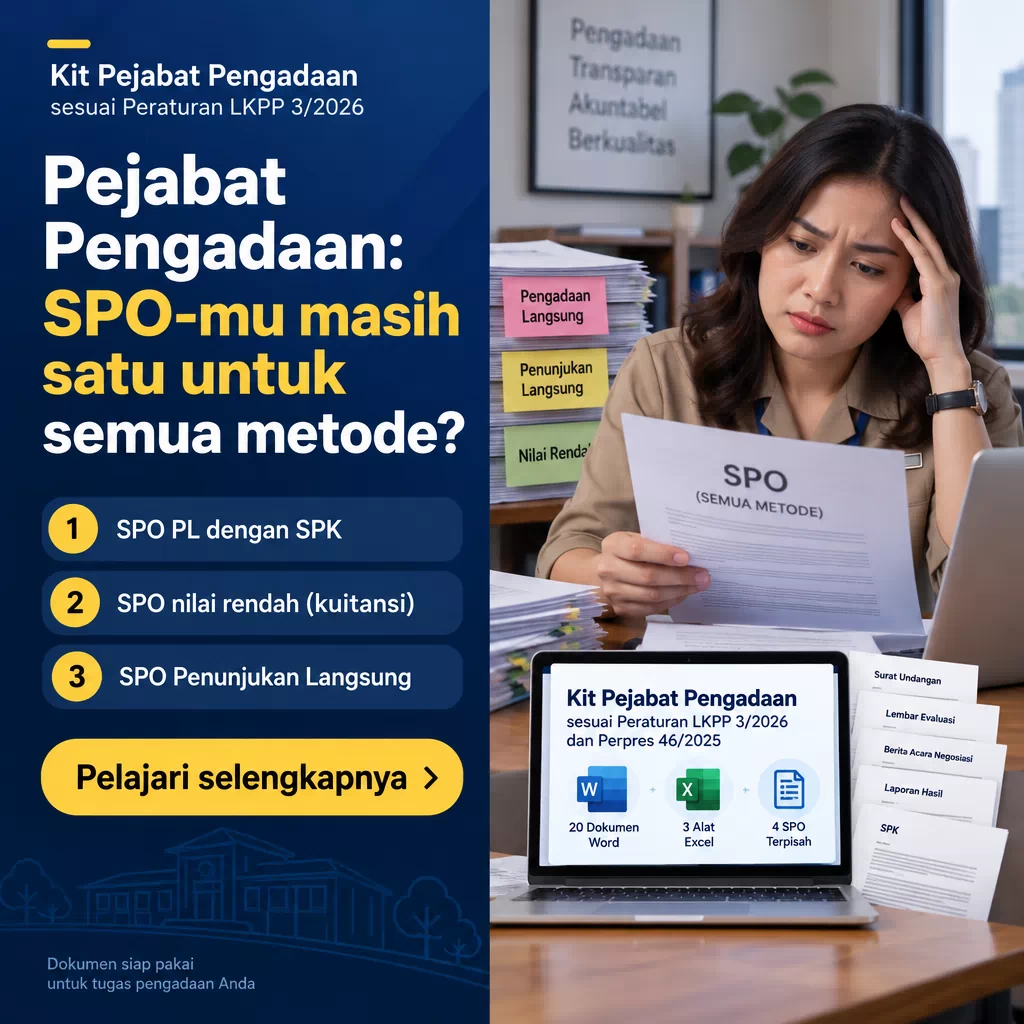 Kit Pejabat Pengadaan
sesuai Peraturan LKPP 3/2026
Pejabat
Pengadaan:
SPO-mu masih
satu untuk
semua metode?
1 SPO PL dengan SPK
2 SPO nilai rendah (kuitansi)
3 SPO Penunjukan Langsung
Pelajari selengkapnya
Dokumen siap pakai
untuk tugas pengadaan Anda
Pengadaan
Transparan
Akuntabel
Berkualitas
Pengadaan
Langsung
Penunjukan
Langsung
Nilai Renda
SPO
(SEMUA METODE)
Kit Pejabat Pengadaan
sesuai Peraturan LKPP 3/2026
dan Perpres 46/2025
W
X
20 Dokumen
Word
3 Alat
Excel
4 SPO
Terpisah
Surat Undangan
Lembar Evaluasi
Berita Acara Negosiasi
Laporan Hasil
SPK